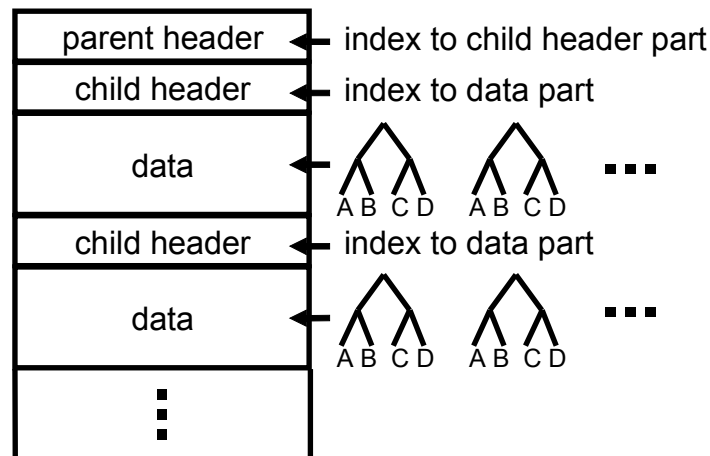 parent header index to child header part
child header index to data part
data
A B C D A B C D
child header index to data part
data
A B C D A B C D